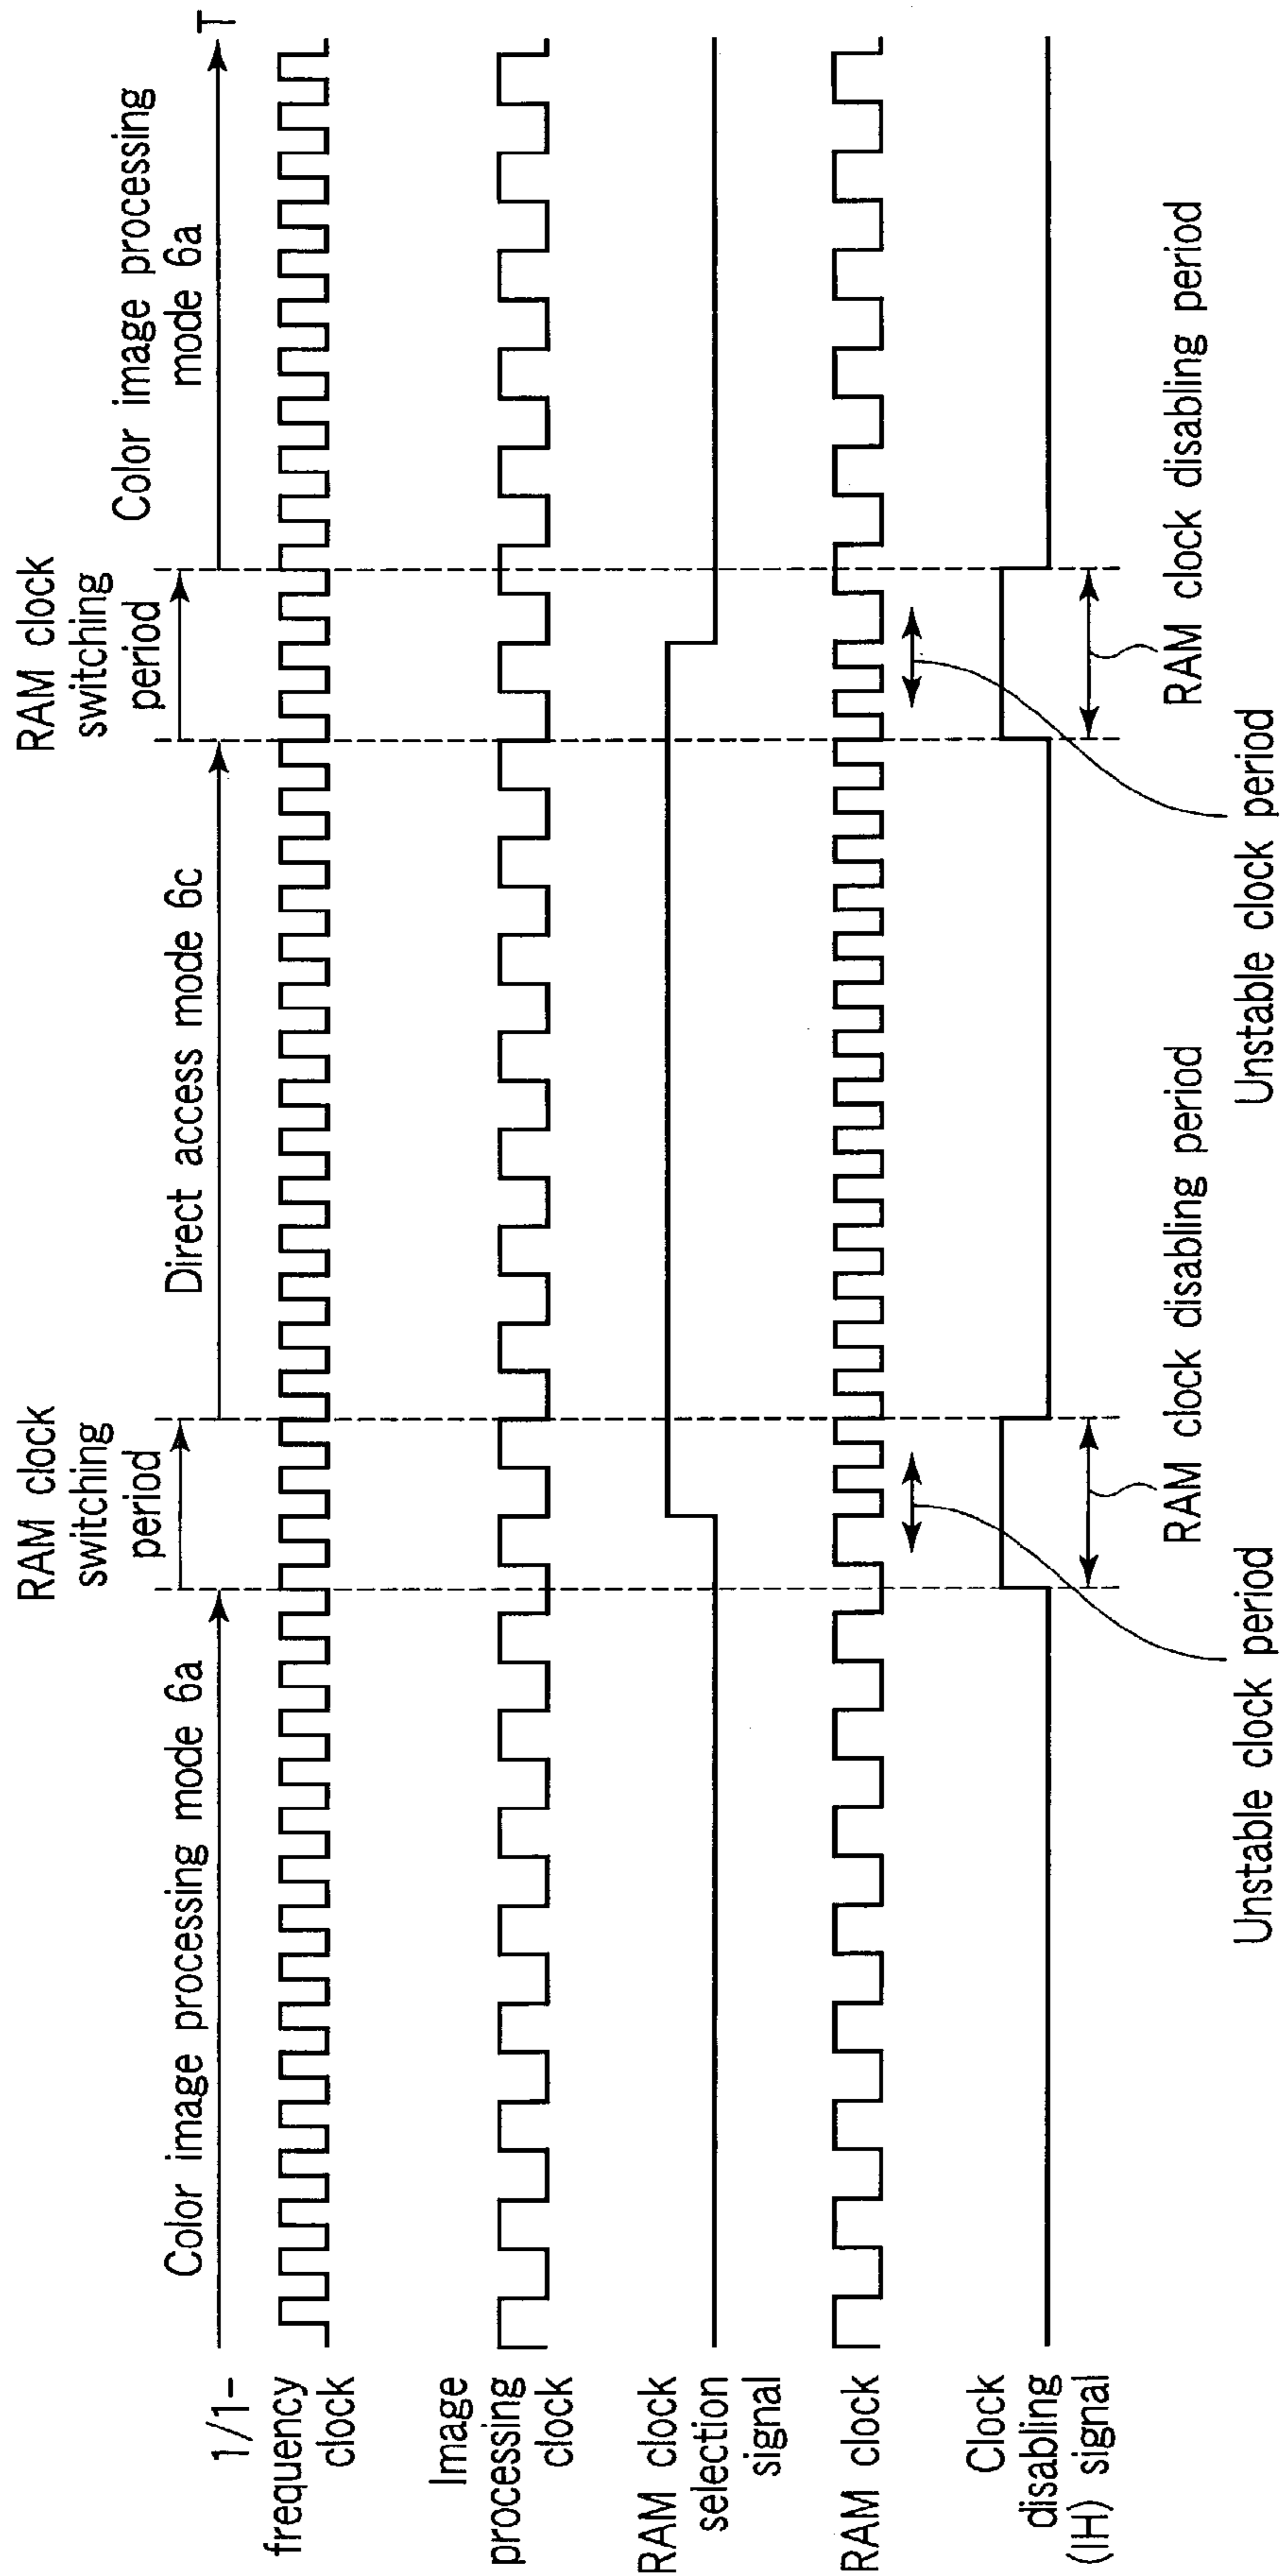 RAM clock
switching
period
RAM clock
switching
period
Color image processing mode 6a
Direct access mode 6c
Color image processing
mode 6a
T
1/1-
frequency
clock
Image
processing
clock
RAM clock
selection
signal
RAM clock
Clock
disabling
(IH) signal
RAM clock disabling period
RAM clock disabling period
Unstable clock period
Unstable clock period